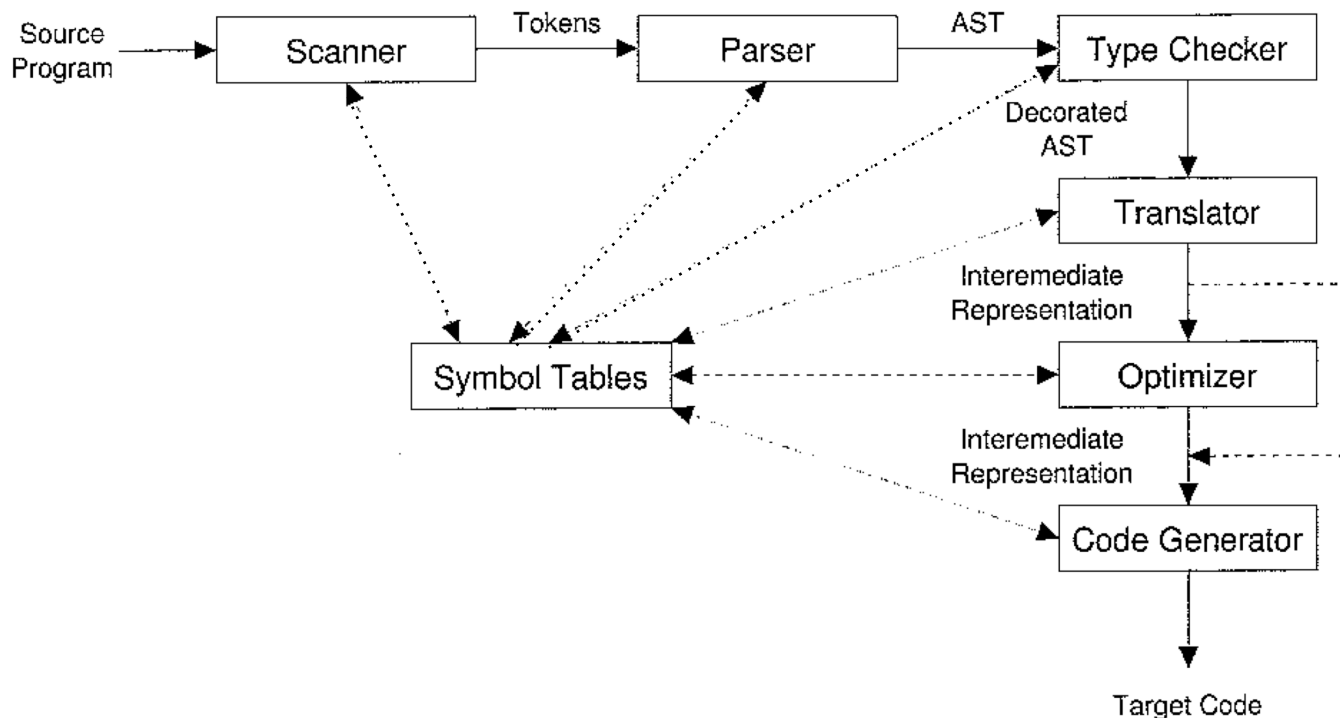 Source
Program
Scanner
Tokens
Parser
AST
Type Checker
Decorated
AST
Translator
Interemediate
Representation
Symbol Tables
Optimizer
Interemediate
Representation
Code Generator
Target Code